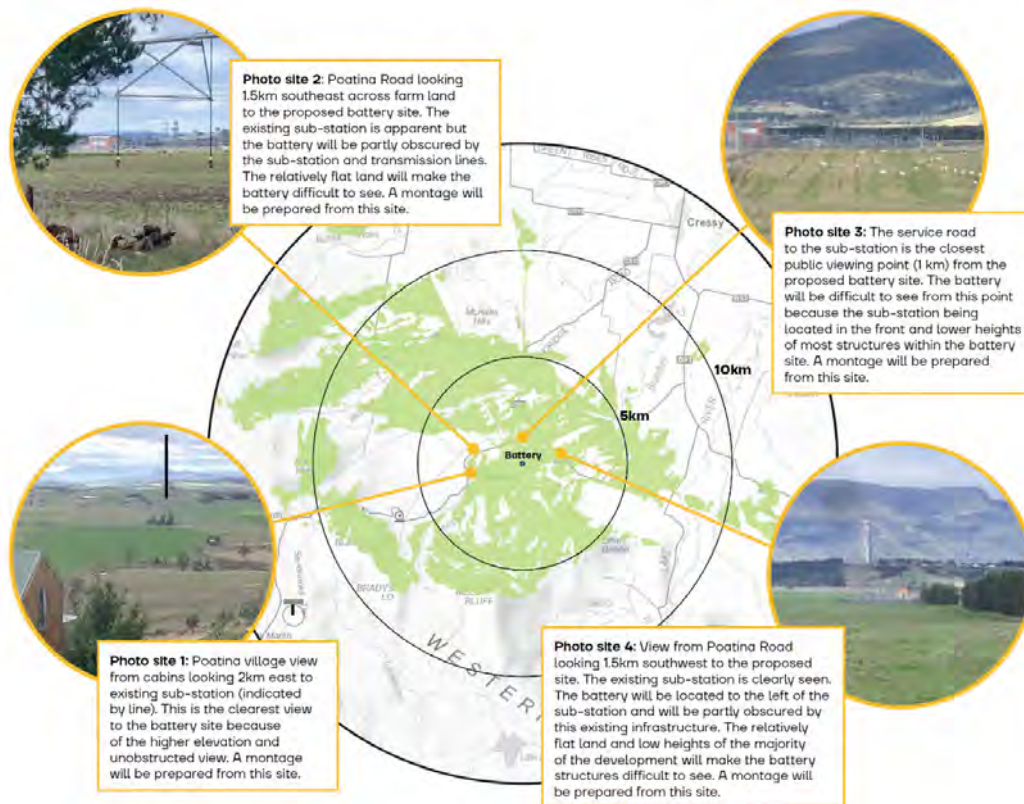 Photo site 2: Poatina Road looking
1.5km southeast across farm land
to the proposed battery site. The
existing sub-station is apparent but
the battery will be partly obscured by
the sub-station and transmission lines.
The relatively flat land will make the
battery difficult to see. A montage will
be prepared from this site.
Photo site 3: The service road
to the sub-station is the closest
public viewing point (1 km) from the
proposed battery site. The battery
will be difficult to see from this point
because the sub-station being
located in the front and lower heights
of most structures within the battery
site. A montage will be prepared
from this site.
Cressy
10km
5km
Battery
RIVER
BLUFF
WESTER
Photo site 1: Poatina village view
from cabins looking 2km east to
existing sub-station (indicated
by line). This is the clearest view
to the battery site because
of the higher elevation and
unobstructed view. A montage
will be prepared from this site.
Photo site 4: View from Poatina Road
looking 1.5km southwest to the proposed
site. The existing sub-station is clearly seen.
The battery will be located to the left of the
sub-station and will be partly obscured by
this existing infrastructure. The relatively
flat land and low heights of the majority
of the development will make the battery
structures difficult to see. A montage will
be prepared from this site.